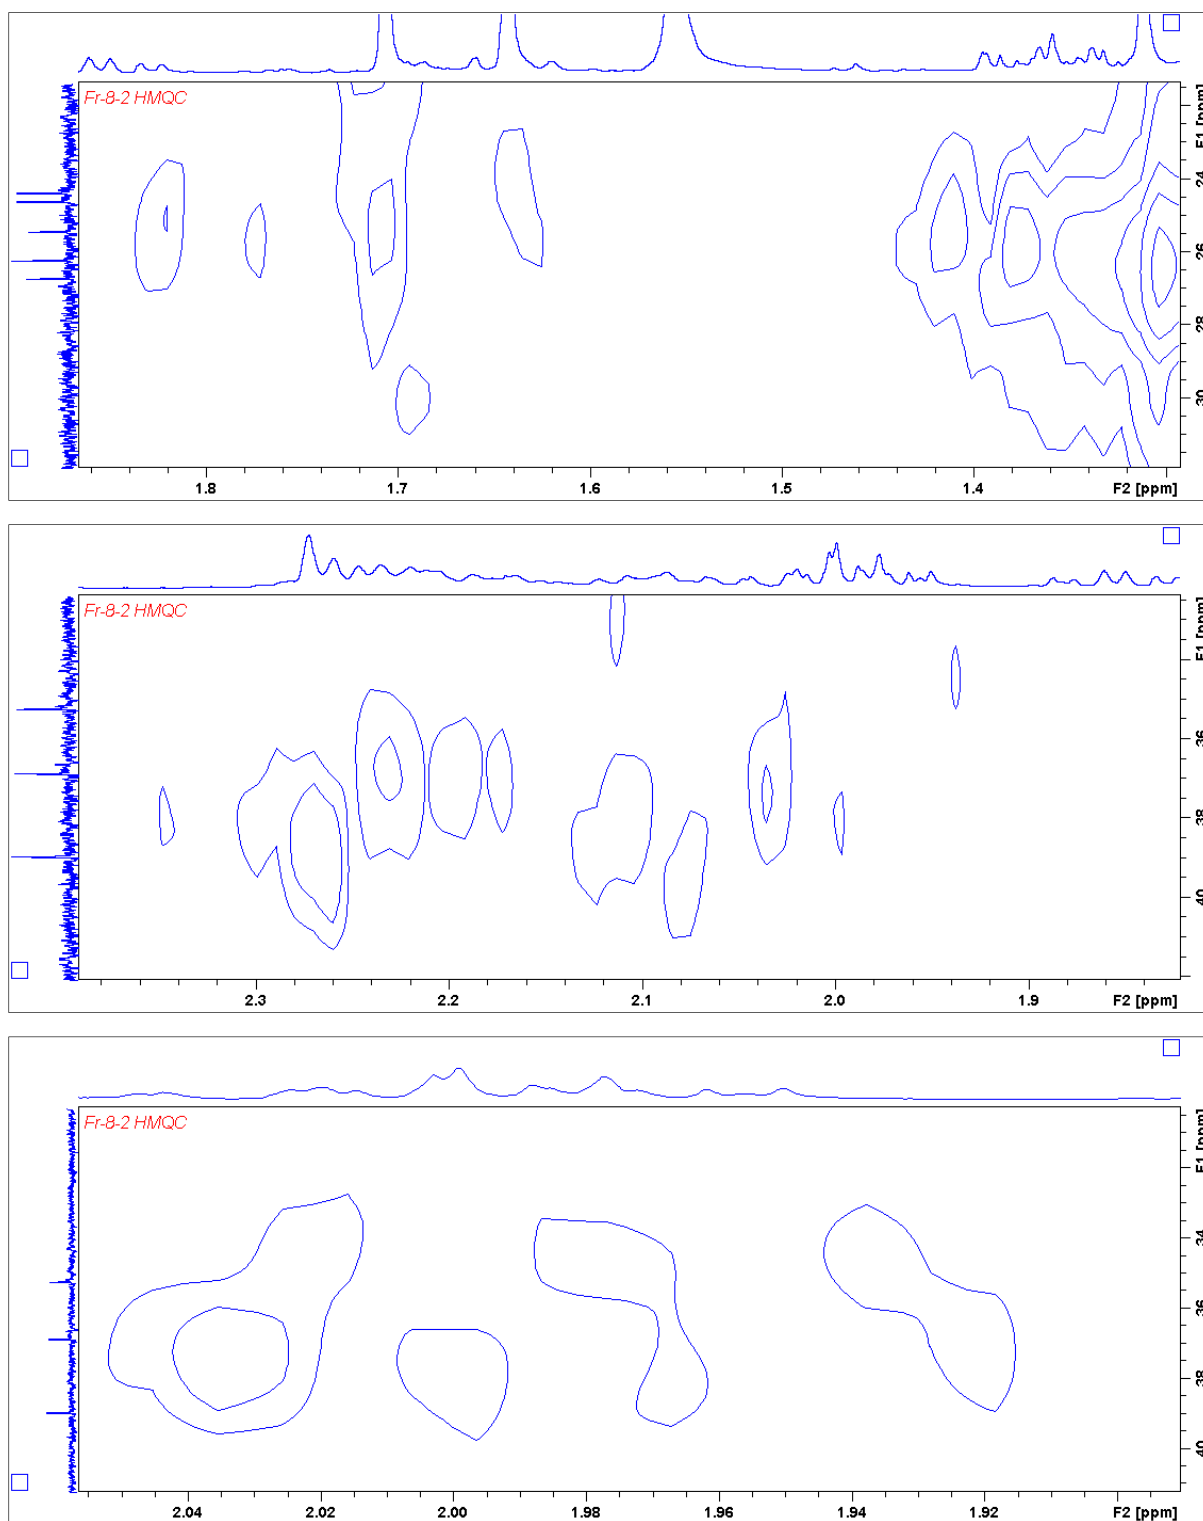 Fr-8-2 HMQC
F1 [ppm]
24
26
28
30
1.8 1.7 1.6 1.5 1.4 F2 [ppm]
Fr-8-2 HMQC
F1 [ppm]
36
38
40
2.3 2.2 2.1 2.0 1.9 F2 [ppm]
Fr-8-2 HMQC
F1 [ppm]
34
36
38
40
2.04 2.02 2.00 1.98 1.96 1.94 1.92 F2 [ppm]